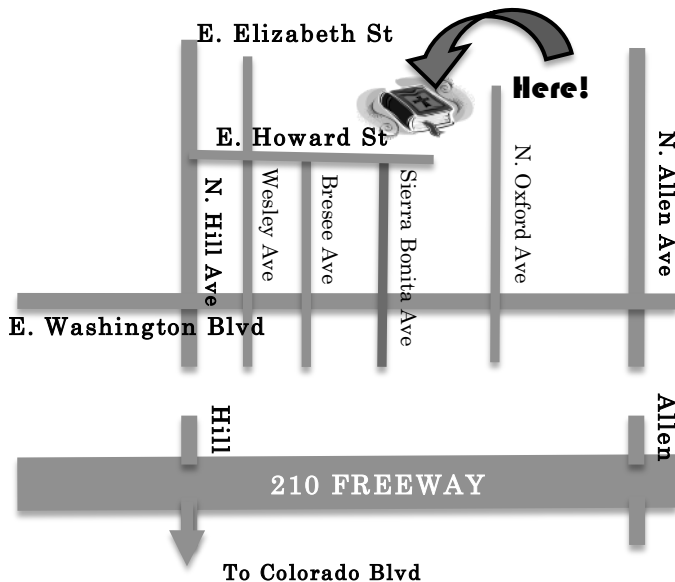 E. Elizabeth St
Here!
E. Howard St
N. Hill Ave
Wesley Ave
Bresee Ave
Sierra Bonita Ave
N. Oxford Ave
N. Allen Ave
E. Washington Blvd
Hill
Allen
210 FREEWAY
To Colorado Blvd